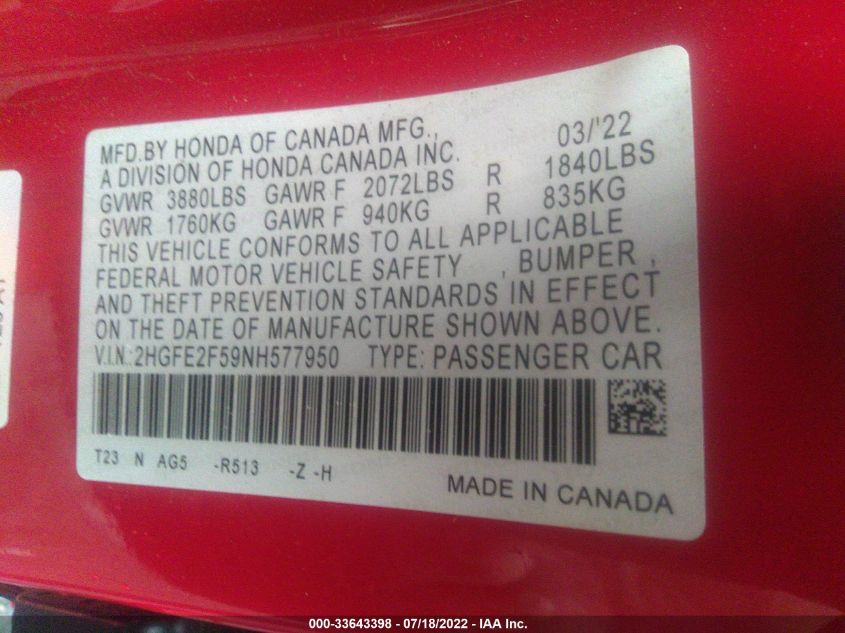 MFD.BY HONDA OF CANADA MFG., 03/'22
A DIVISION OF HONDA CANADA INC.
GVWR 3880LBS GAWR F 2072LBS R 1840LBS
GVWR 1760KG GAWR F 940KG R 835KG
THIS VEHICLE CONFORMS TO ALL APPLICABLE
FEDERAL MOTOR VEHICLE SAFETY , BUMPER ,
AND THEFT PREVENTION STANDARDS IN EFFECT
ON THE DATE OF MANUFACTURE SHOWN ABOVE.
V.I.N.:2HGFE2F59NH577950 TYPE: PASSENGER CAR
T23 N AG5 -R513 -Z -H
MADE IN CANADA
000-33643398 - 07/18/2022 - IAA Inc.